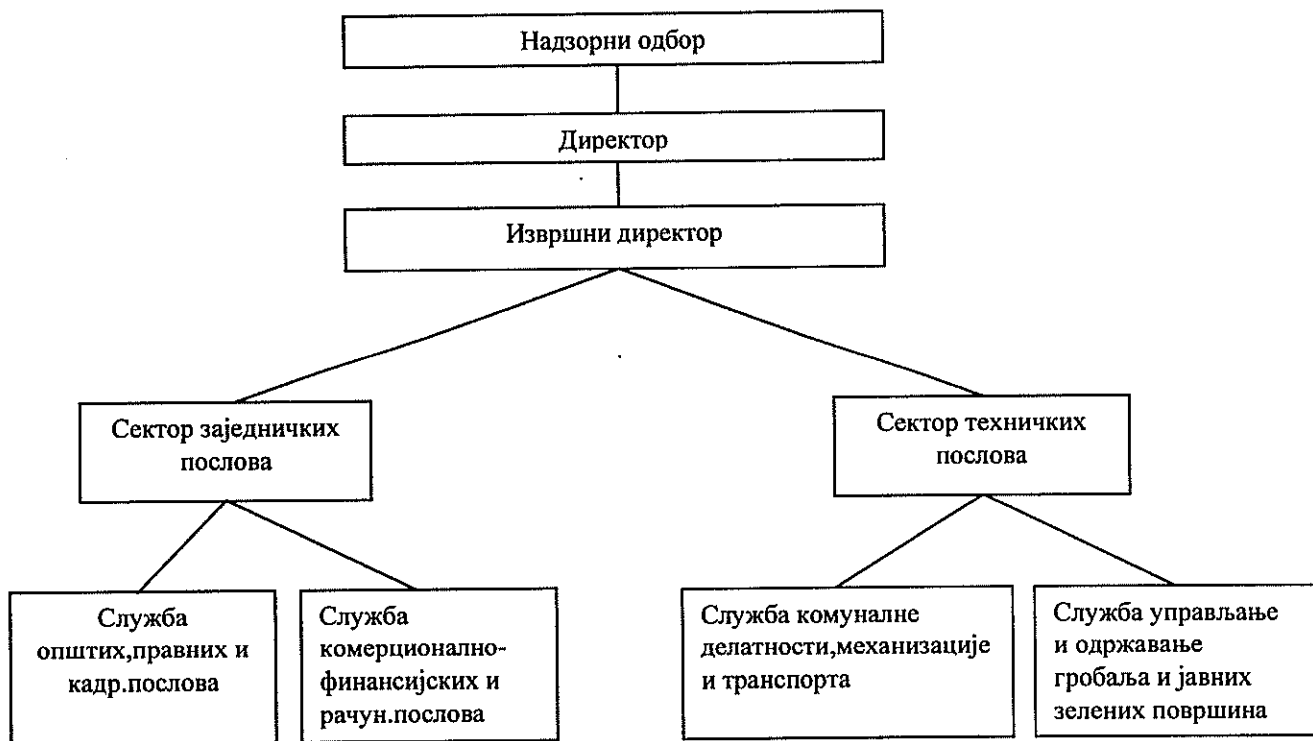 Надзорни одбор
Директор
Извршни директор
Сектор заједничких
послова
Сектор техничких
послова
Служба
општих,правних и
кадр.послова
Служба
комерционално-
финансијских и
рачун.послова
Служба комуналне
делатности,механизације
и транспорта
Служба управљање
и одржавање
гробаља и јавних
зелених површина